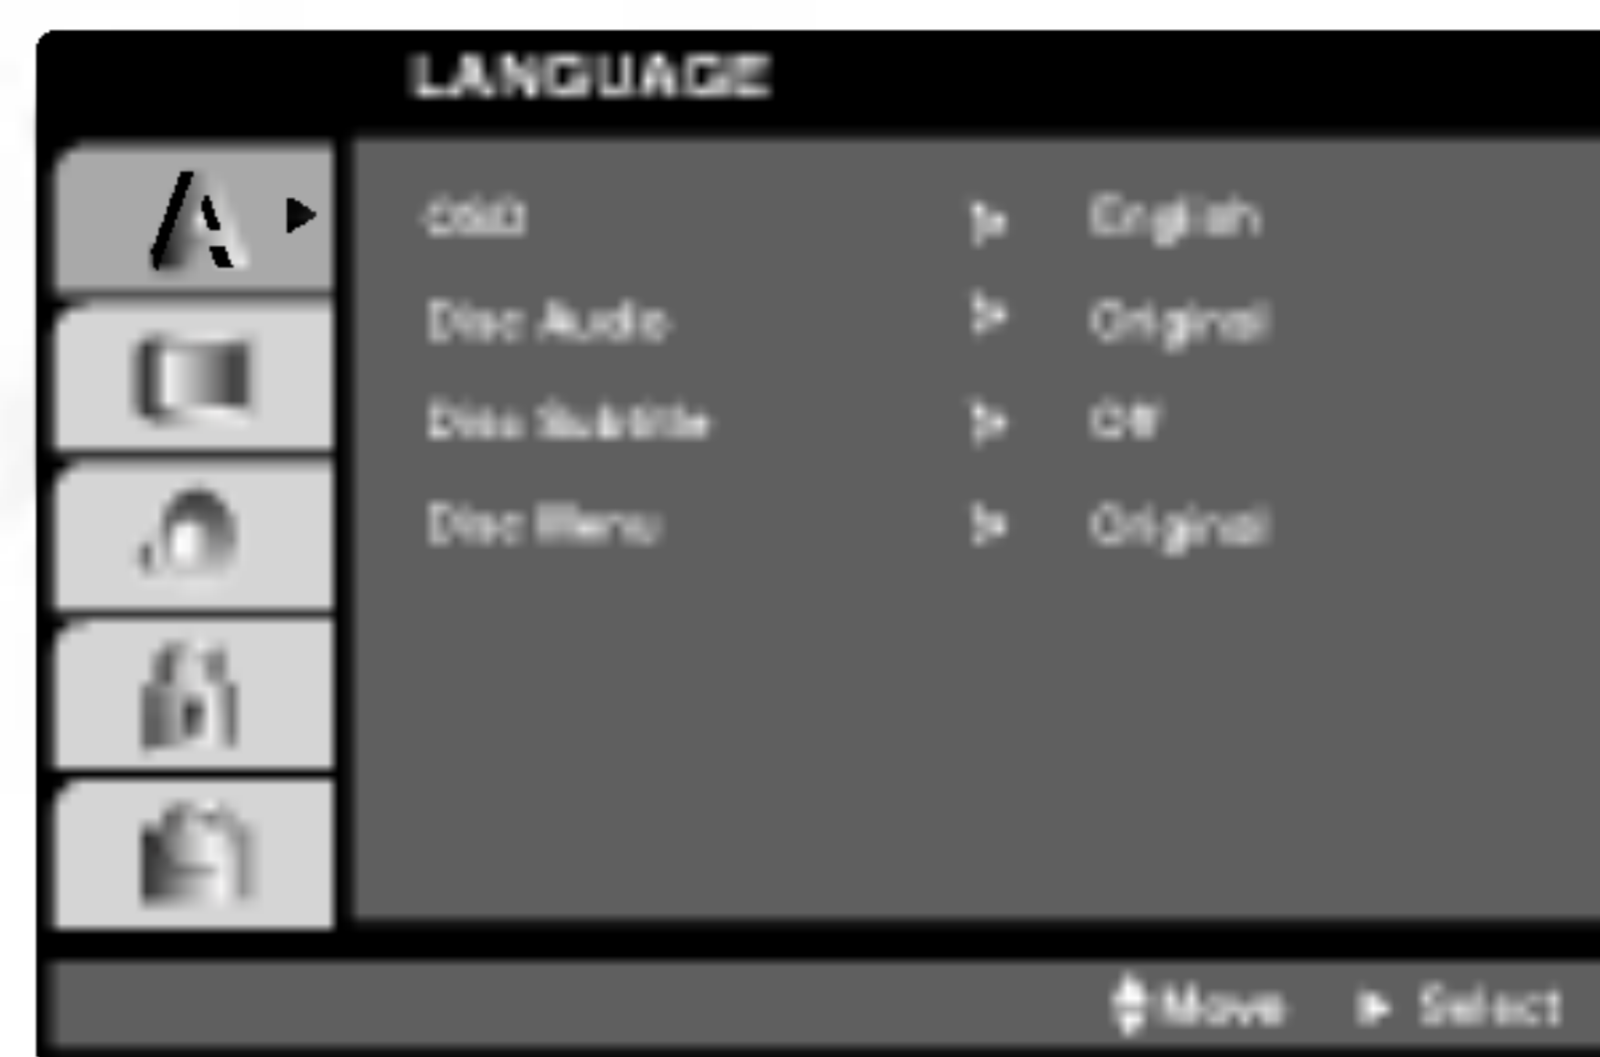 LANGUAGE
OSD English
Disc Audio Original
Disc Subtitle Off
Disc Menu Original
Move Select